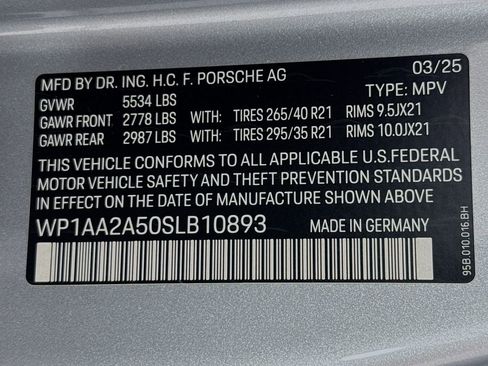 MFD BY DR. ING. H.C. F. PORSCHE AG 03/25
GVWR 5534 LBS TYPE: MPV
GAWR FRONT 2778 LBS WITH: TIRES 265/40 R21 RIMS 9.5JX21
GAWR REAR 2987 LBS WITH: TIRES 295/35 R21 RIMS 10.0JX21
THIS VEHICLE CONFORMS TO ALL APPLICABLE U.S.FEDERAL
MOTOR VEHICLE SAFETY AND THEFT PREVENTION STANDARDS
IN EFFECT ON THE DATE OF MANUFACTURE SHOWN ABOVE.
WP1AA2A50SLB10893 MADE IN GERMANY
95B.010.016.BH